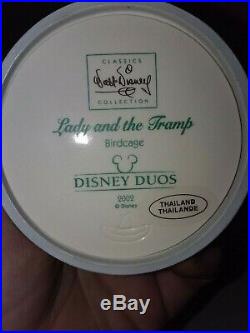 CLASSICS
Walt Disney
COLLECTION
Lady and the Tramp
Birdcage
DISNEY DUOS
2002
© Disney
THAILAND
THAILANDE